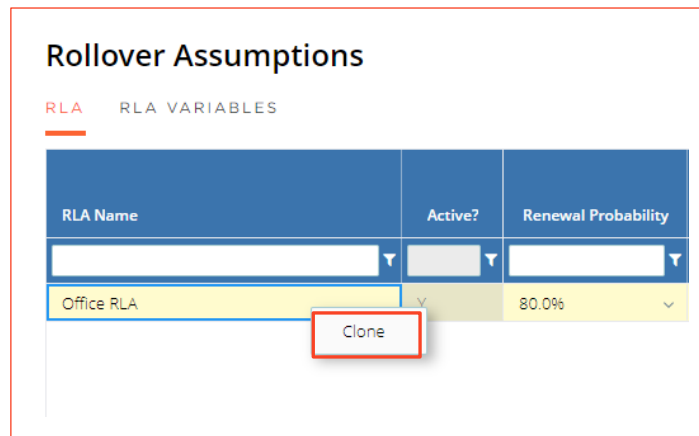 Rollover Assumptions
RLA RLA VARIABLES
RLA Name Active? Renewal Probability
Office RLA Y 80.0%
Clone